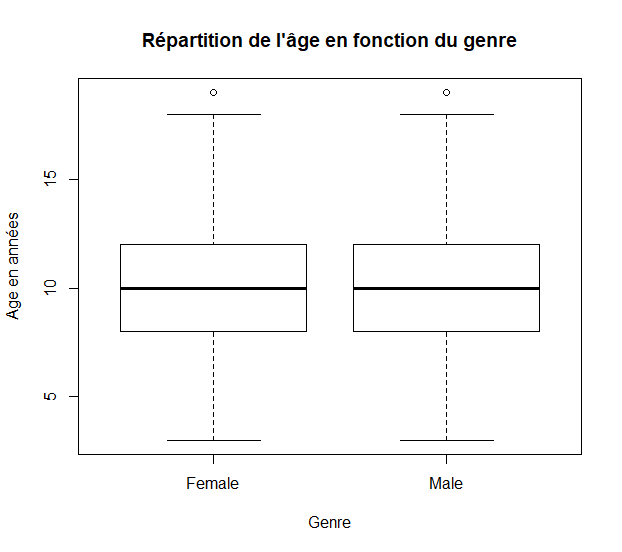 Répartition de l'âge en fonction du genre
Age en années
15
10
5
Female
Male
Genre